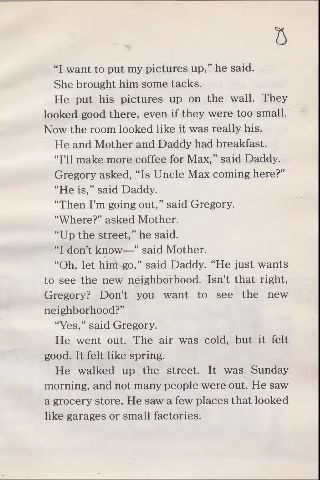 "I want to put my pictures up," he said.
She brought him some tacks.
He put his pictures up on the wall. They
looked good there, even if they were too small.
Now the room looked like it was really his.
He and Mother and Daddy had breakfast.
"I'll make more coffee for Max," said Daddy.
Gregory asked, "Is Uncle Max coming here?"
"He is," said Daddy.
"Then I'm going out," said Gregory.
"Where?" asked Mother.
"Up the street," he said.
"I don't know—" said Mother.
"Oh, let him go," said Daddy. "He just wants
to see the new neighborhood. Isn't that right,
Gregory? Don't you want to see the new
neighborhood?"
"Yes," said Gregory.
He went out. The air was cold, but it felt
good. It felt like spring.
He walked up the street. It was Sunday
morning, and not many people were out. He saw
a grocery store. He saw a few places that looked
like garages or small factories.